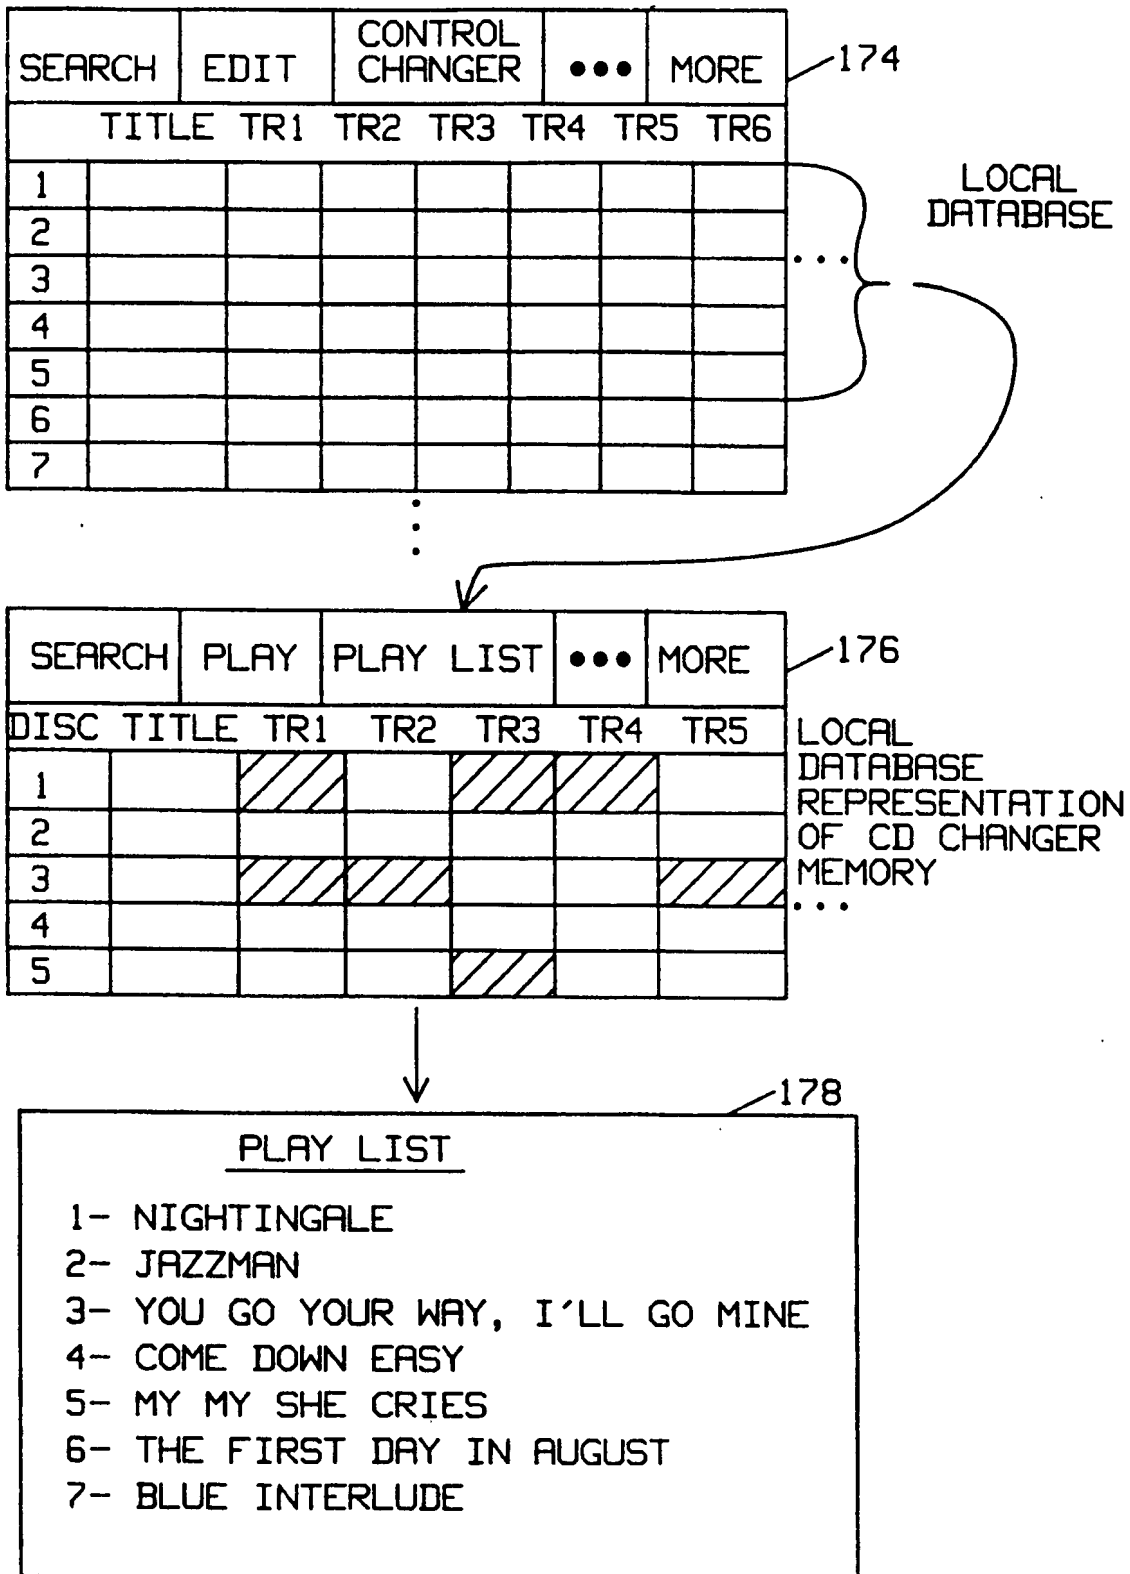 SEARCH EDIT CONTROL CHANGER ●●● MORE 174
TITLE TR1 TR2 TR3 TR4 TR5 TR6
1
2
3
4
5
6
7
LOCAL
DATABASE
SEARCH PLAY PLAY LIST ●●● MORE 176
DISC TITLE TR1 TR2 TR3 TR4 TR5
1
2
3
4
5
LOCAL
DATABASE
REPRESENTATION
OF CD CHANGER
MEMORY
178
PLAY LIST
1- NIGHTINGALE
2- JAZZMAN
3- YOU GO YOUR WAY, I'LL GO MINE
4- COME DOWN EASY
5- MY MY SHE CRIES
6- THE FIRST DAY IN AUGUST
7- BLUE INTERLUDE